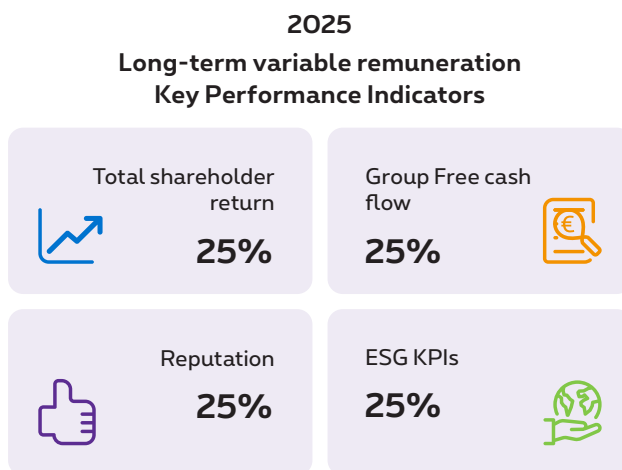 2025
Long-term variable remuneration
Key Performance Indicators
Total shareholder
return
25%
Group Free cash
flow
25%
€
Reputation
25%
ESG KPIs
25%